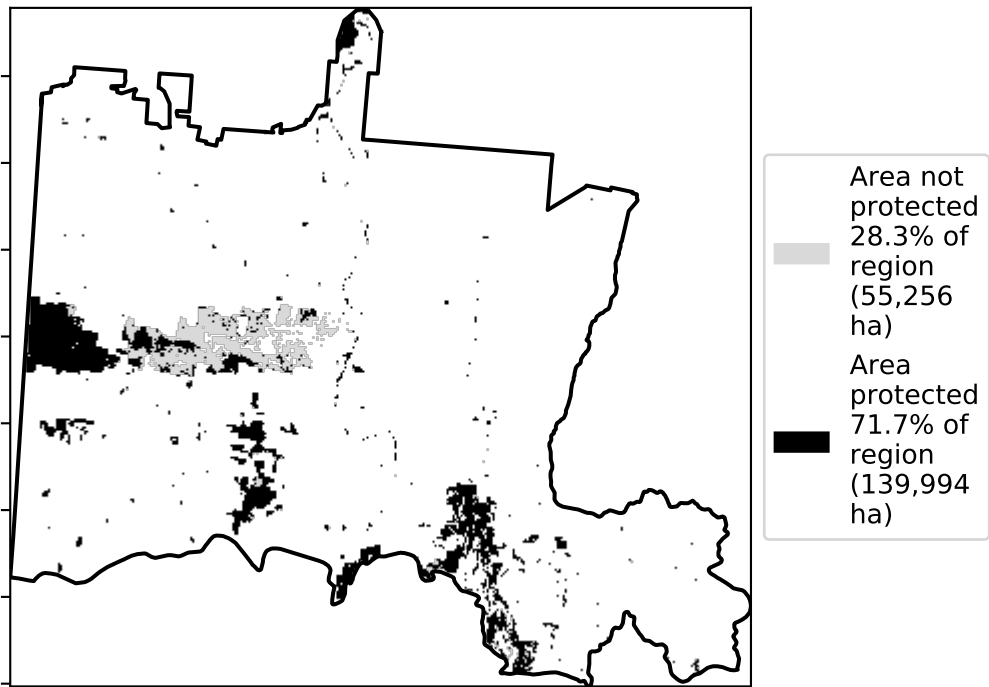 Area not
protected
28.3% of
region
(55,256
ha)
Area
protected
71.7% of
region
(139,994
ha)